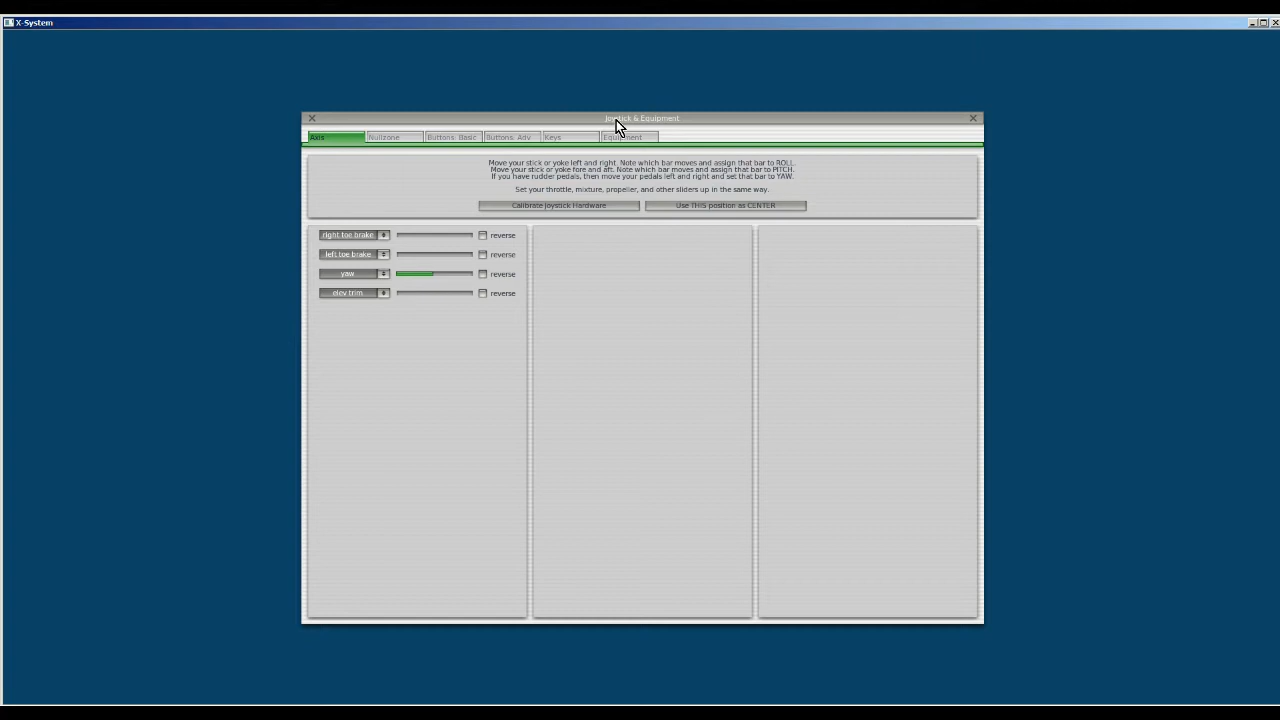 X-System
Joystick & Equipment
Axis
Nullzone
Buttons: Basic
Buttons: Adv
Keys
Equipment
Move your stick or yoke left and right. Note which bar moves and assign that bar to ROLL.
Move your stick or yoke fore and aft. Note which bar moves and assign that bar to PITCH.
If you have rudder pedals, then move your pedals left and right and set that bar to YAW.
Set your throttle, mixture, propeller, and other sliders up in the same way.
Calibrate Joystick Hardware
Use THIS position as CENTER
right toe brake
reverse
left toe brake
reverse
yaw
reverse
elev trim
reverse